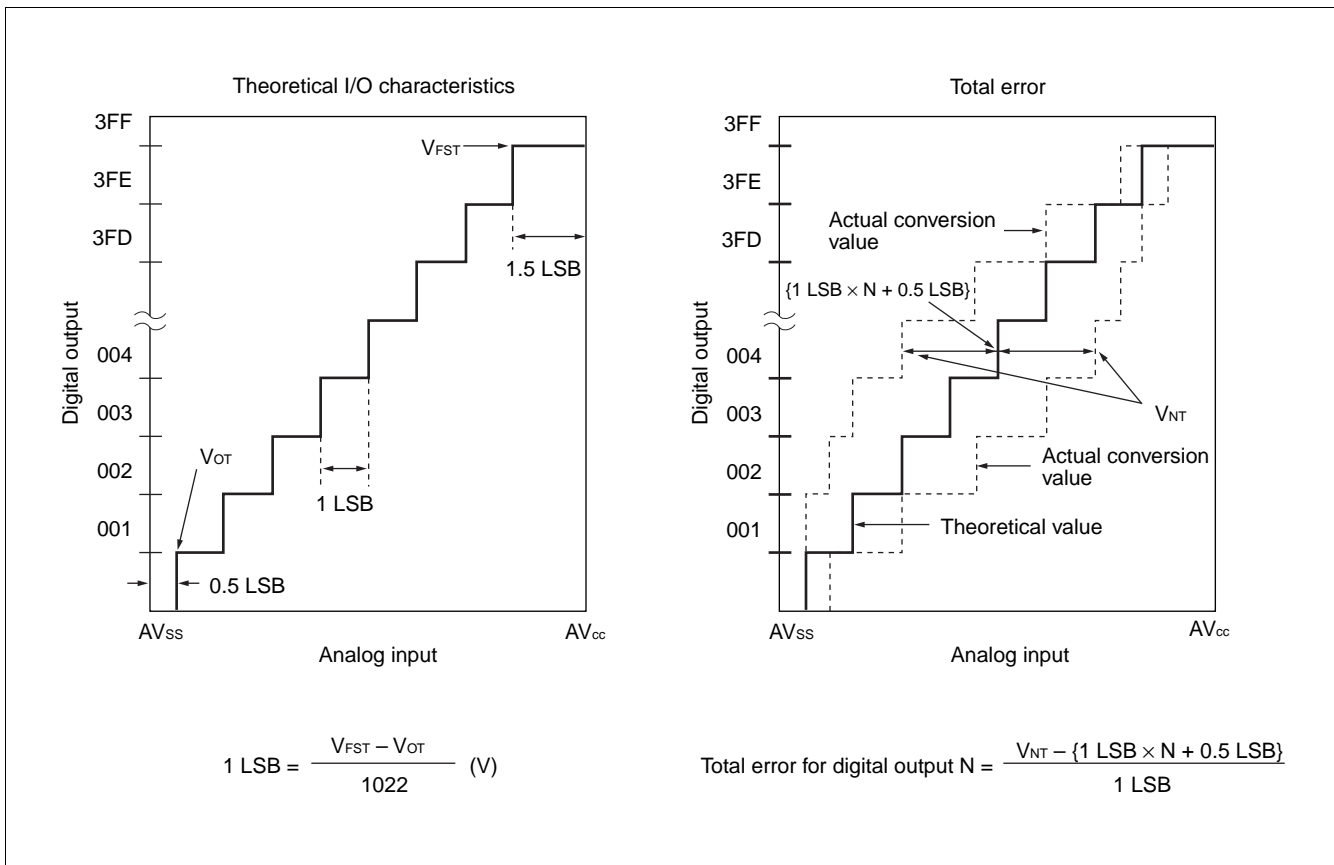 Theoretical I/O characteristics
3FF
3FE
3FD
004
003
002
001
Digital output
VFST
1.5 LSB
VOT
1 LSB
0.5 LSB
AVSS
AVcc
Analog input
1 LSB = VFST – VOT / 1022 (V)
Total error
3FF
3FE
3FD
004
003
002
001
Digital output
Actual conversion
value
{1 LSB × N + 0.5 LSB}
VNT
Actual conversion
value
Theoretical value
AVSS
AVcc
Analog input
Total error for digital output N = VNT – {1 LSB × N + 0.5 LSB} / 1 LSB